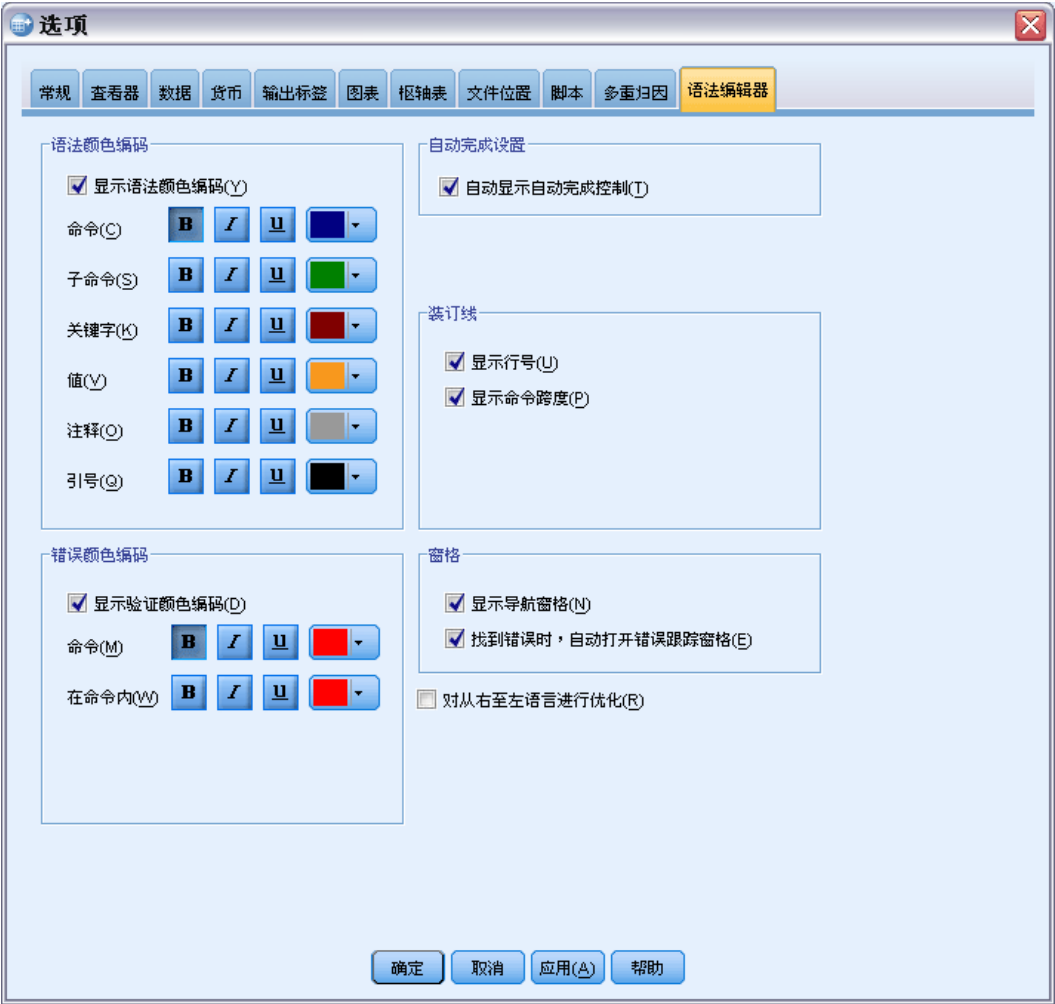 选项
常规 查看器 数据 货币 输出标签 图表 枢轴表 文件位置 脚本 多重归因 语法编辑器
语法颜色编码
显示语法颜色编码(Y)
命令(C) B I U
子命令(S) B I U
关键字(K) B I U
值(V) B I U
注释(O) B I U
引号(Q) B I U
自动完成设置
自动显示自动完成控制(T)
装订线
显示行号(U)
显示命令跨度(P)
错误颜色编码
显示验证颜色编码(D)
命令(M) B I U
在命令内(W) B I U
窗格
显示导航窗格(N)
找到错误时，自动打开错误跟踪窗格(E)
对从右至左语言进行优化(R)
确定 取消 应用(A) 帮助